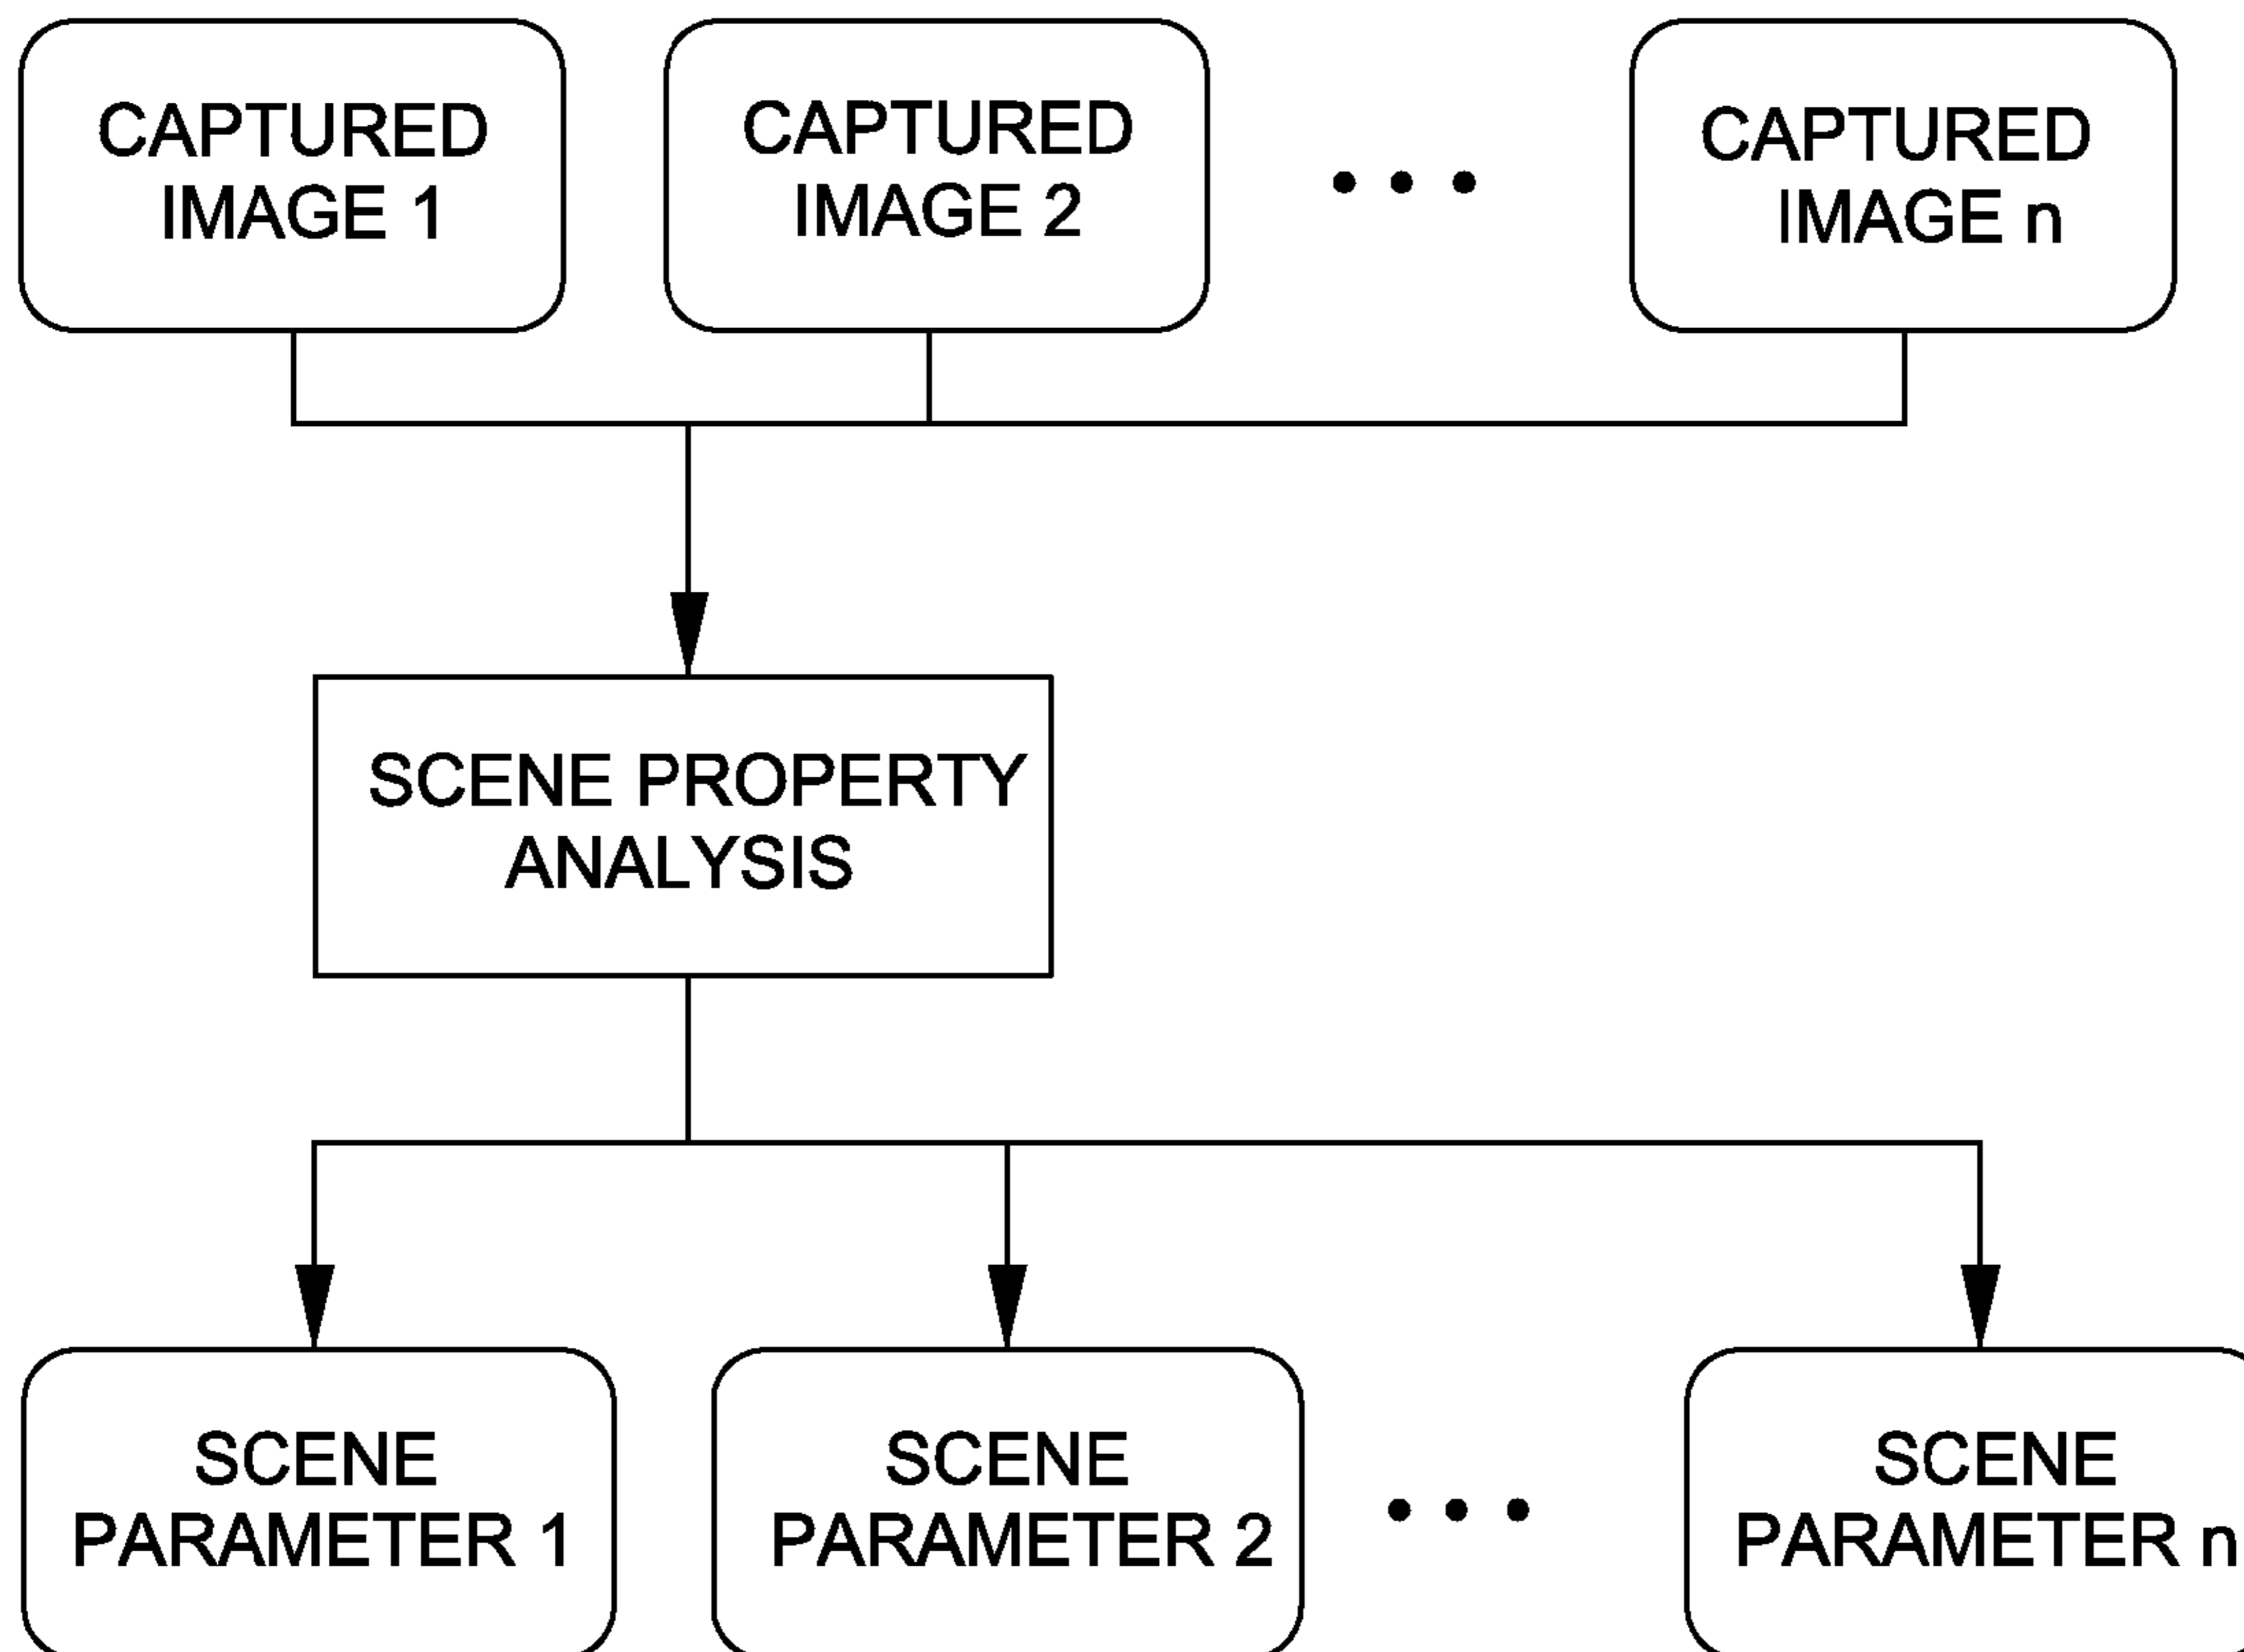 CAPTURED
IMAGE 1
CAPTURED
IMAGE 2
• • •
CAPTURED
IMAGE n
SCENE PROPERTY
ANALYSIS
SCENE
PARAMETER 1
SCENE
PARAMETER 2
• • •
SCENE
PARAMETER n